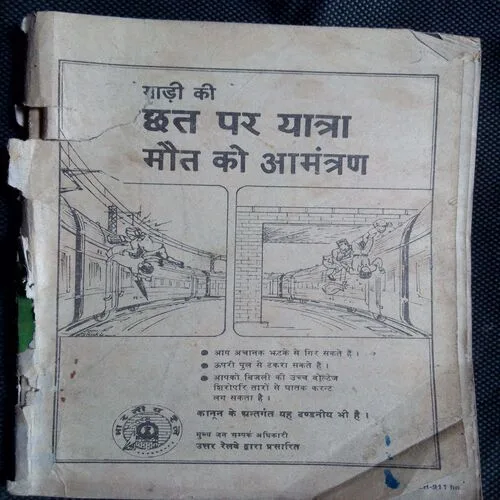 गाड़ी की
छत पर यात्रा
मौत को आमंत्रण
● आप अचानक झटके से गिर सकते हैं ।
● ऊपरी पुल से टकरा सकते हैं ।
● आपको बिजली की उच्च वोल्टेज
शिरोपरि तारों से घातक करन्ट
लग सकता है ।
कानून के अन्तर्गत यह दण्डनीय भी है ।
मुख्य जन सम्पर्क अधिकारी
उत्तर रेलवे द्वारा प्रसारित
भारतीय रेल